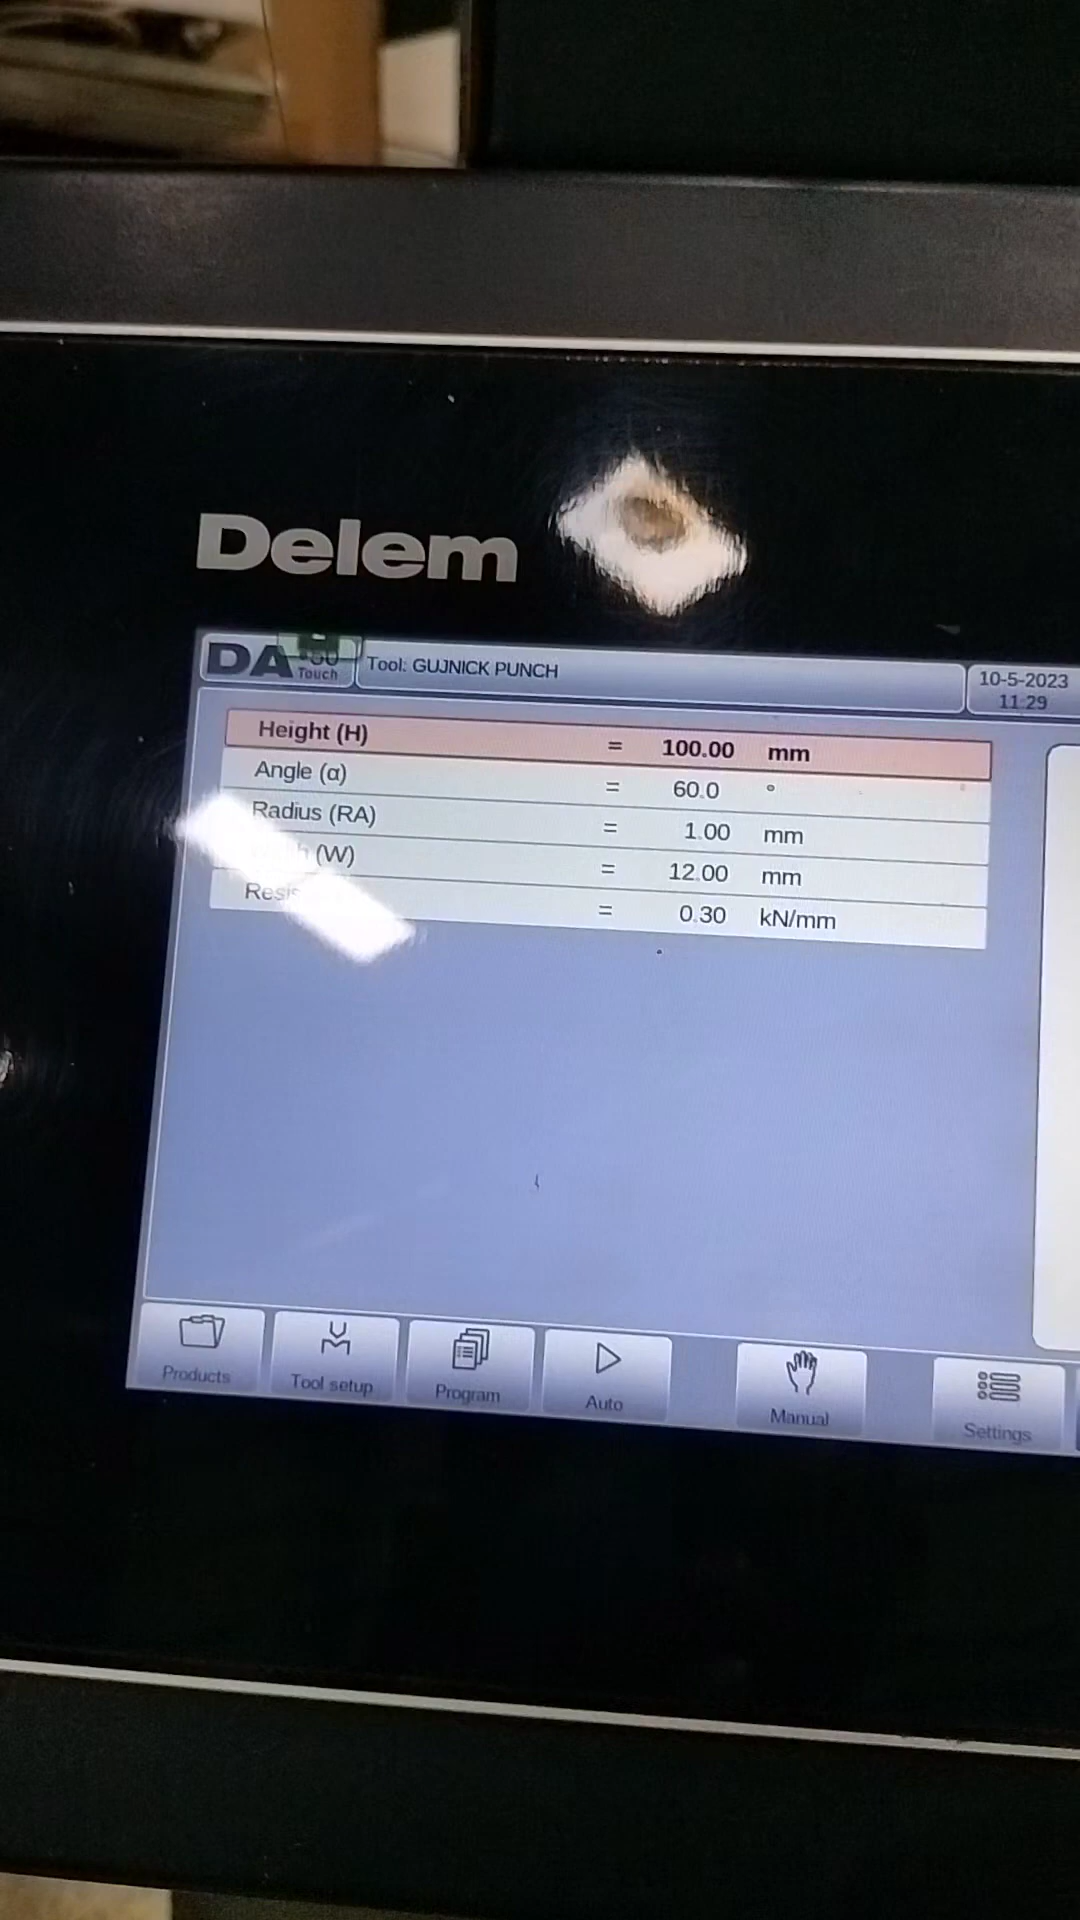 Delem
DA Touch
Tool: GUJNICK PUNCH
10-5-2023
11:29
Height (H) = 100.00 mm
Angle (α) = 60.0 °
Radius (RA) = 1.00 mm
(W) = 12.00 mm
= 0.30 kN/mm
Products
Tool setup
Program
Auto
Manual
Settings